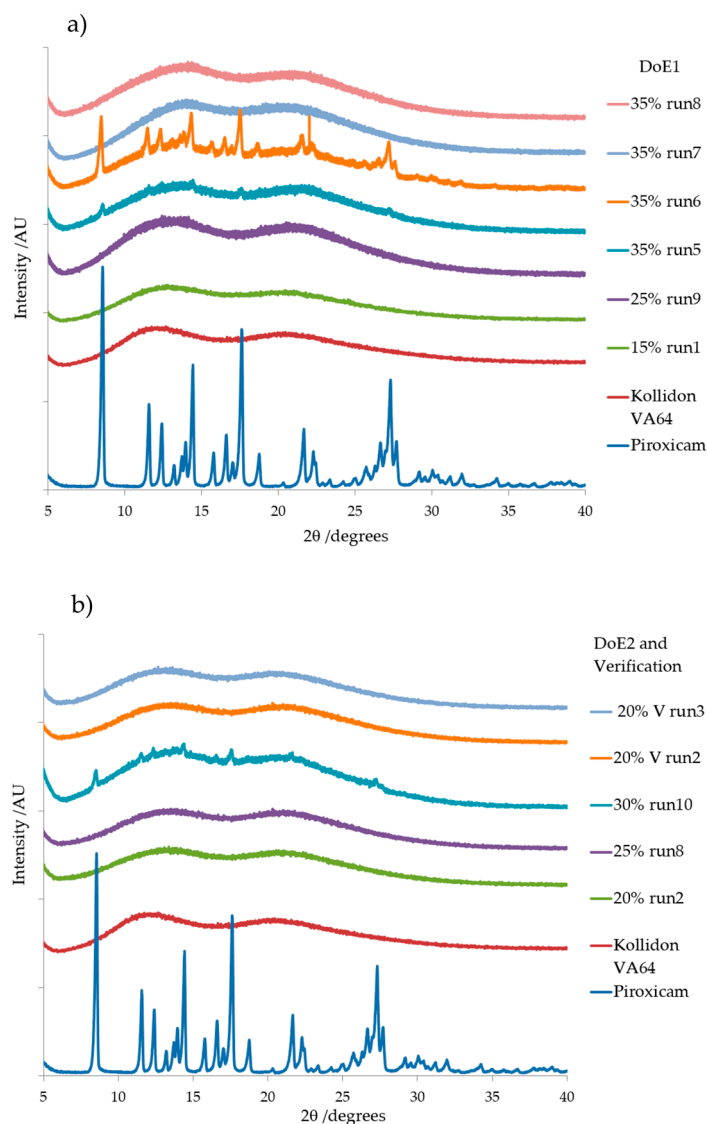 a)
DoE1
35% run8
35% run7
35% run6
35% run5
25% run9
15% run1
Kollidon
VA64
Piroxicam
Intensity /AU
5 10 15 20 25 30 35 40
2θ /degrees
b)
DoE2 and
Verification
20% V run3
20% V run2
30% run10
25% run8
20% run2
Kollidon
VA64
Piroxicam
Intensity /AU
5 10 15 20 25 30 35 40
2θ /degrees